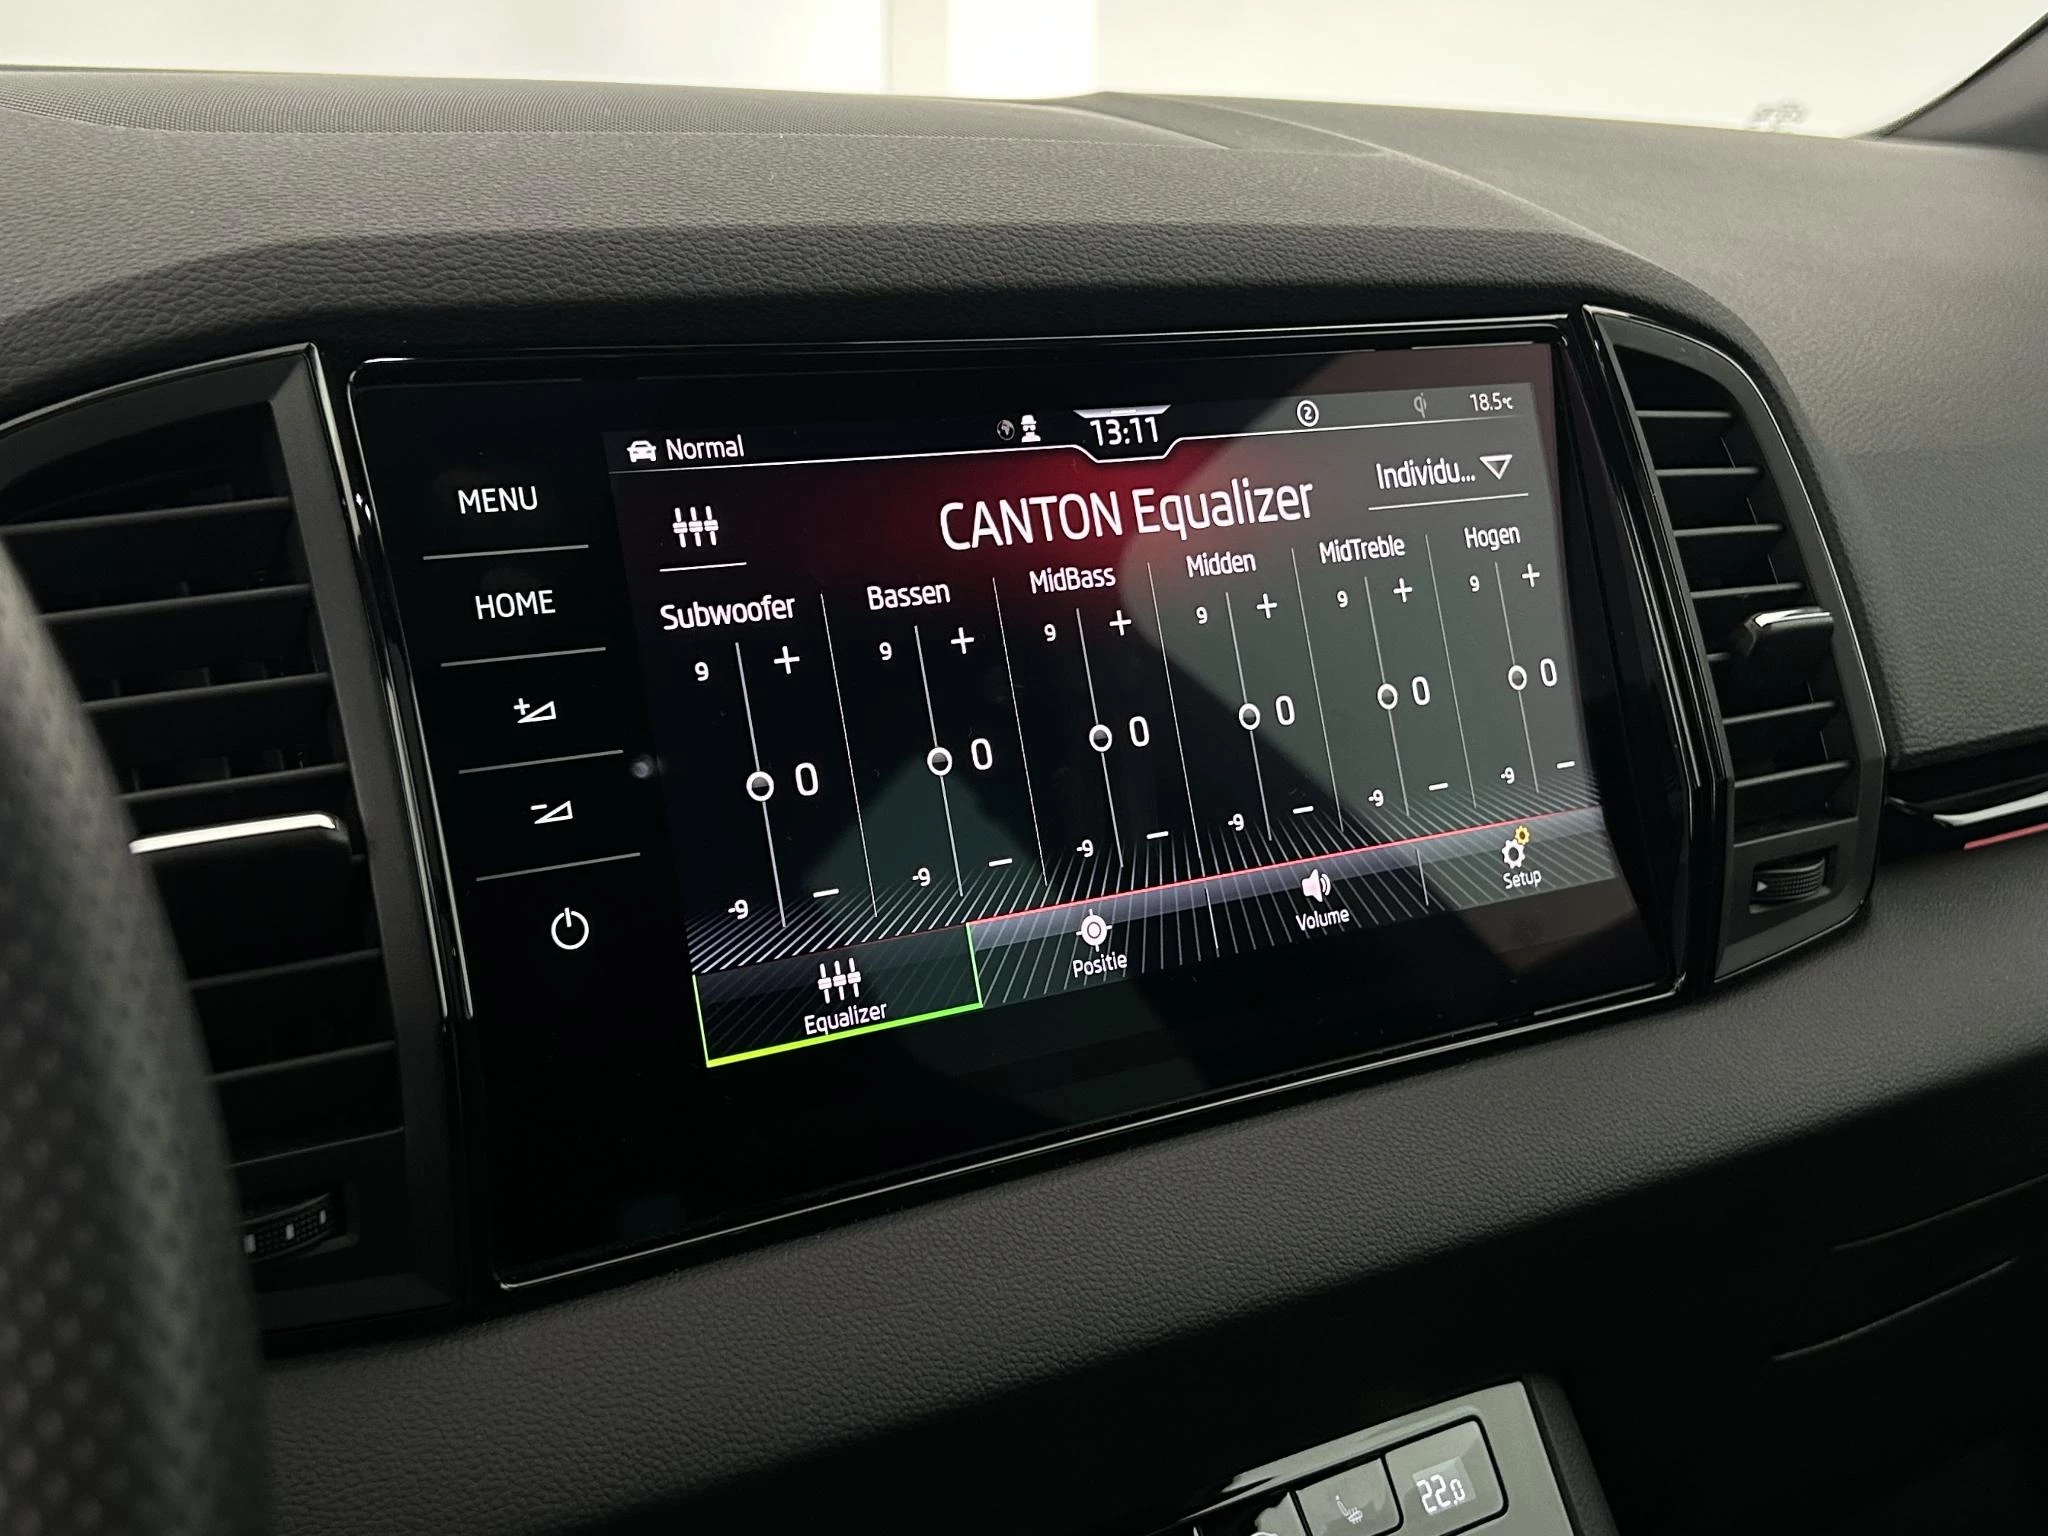 Normal
13:11
2
qi
18.5°C
MENU
HOME
CANTON Equalizer
Individu...
Subwoofer
Bassen
MidBass
Midden
MidTreble
Hogen
9 +
9 +
9 +
9 +
9 +
9 +
0
0
0
0
0
0
-9 −
-9 −
-9 −
-9 −
-9 −
-9 −
Equalizer
Positie
Volume
Setup
22.0